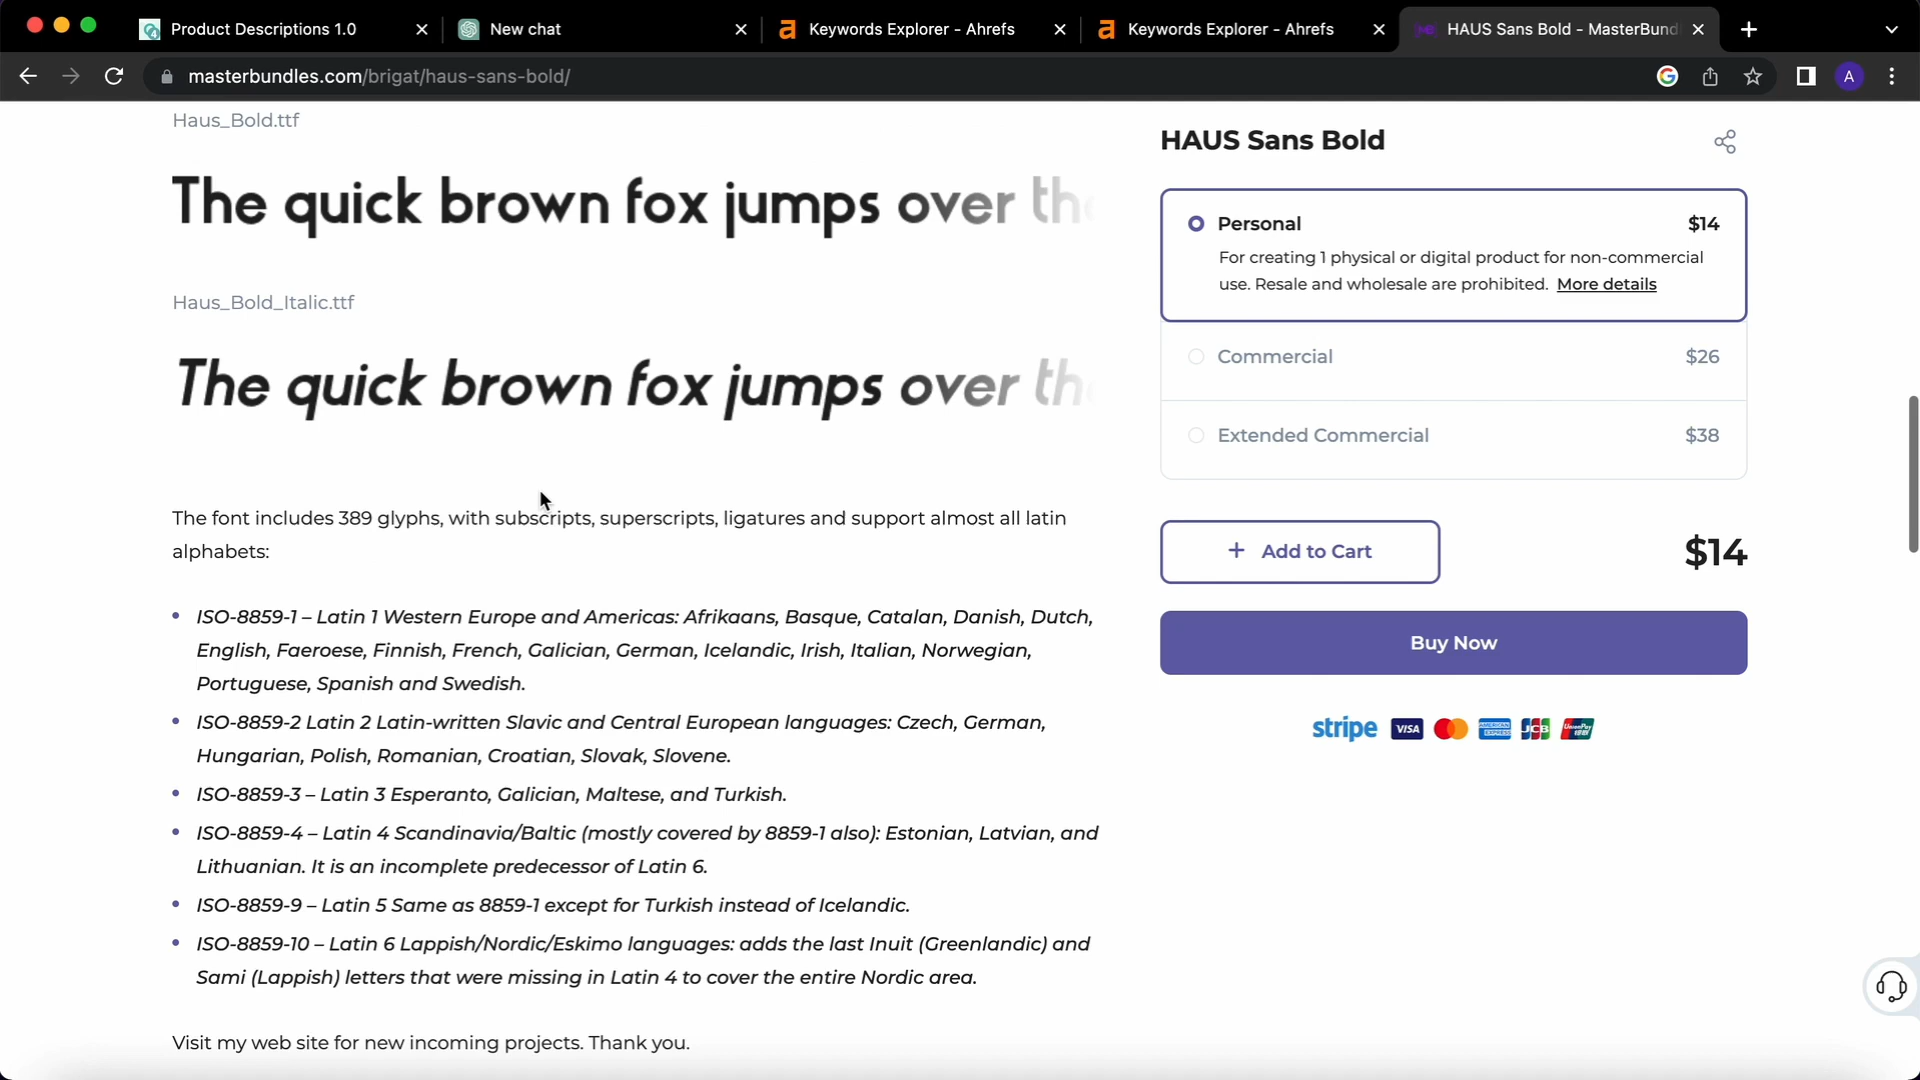 Product Descriptions 1.0
New chat
Keywords Explorer - Ahrefs
Keywords Explorer - Ahrefs
HAUS Sans Bold - MasterBund
masterbundles.com/brigat/haus-sans-bold/
A
Haus_Bold.ttf
The quick brown fox jumps over the
Haus_Bold_Italic.ttf
The quick brown fox jumps over the
The font includes 389 glyphs, with subscripts, superscripts, ligatures and support almost all latin
alphabets:
ISO-8859-1 – Latin 1 Western Europe and Americas: Afrikaans, Basque, Catalan, Danish, Dutch,
English, Faeroese, Finnish, French, Galician, German, Icelandic, Irish, Italian, Norwegian,
Portuguese, Spanish and Swedish.
ISO-8859-2 Latin 2 Latin-written Slavic and Central European languages: Czech, German,
Hungarian, Polish, Romanian, Croatian, Slovak, Slovene.
ISO-8859-3 – Latin 3 Esperanto, Galician, Maltese, and Turkish.
ISO-8859-4 – Latin 4 Scandinavia/Baltic (mostly covered by 8859-1 also): Estonian, Latvian, and
Lithuanian. It is an incomplete predecessor of Latin 6.
ISO-8859-9 – Latin 5 Same as 8859-1 except for Turkish instead of Icelandic.
ISO-8859-10 – Latin 6 Lappish/Nordic/Eskimo languages: adds the last Inuit (Greenlandic) and
Sami (Lappish) letters that were missing in Latin 4 to cover the entire Nordic area.
Visit my web site for new incoming projects. Thank you.
HAUS Sans Bold
Personal $14
For creating 1 physical or digital product for non-commercial
use. Resale and wholesale are prohibited. More details
Commercial $26
Extended Commercial $38
+ Add to Cart $14
Buy Now
stripe VISA AMERICAN EXPRESS JCB UnionPay